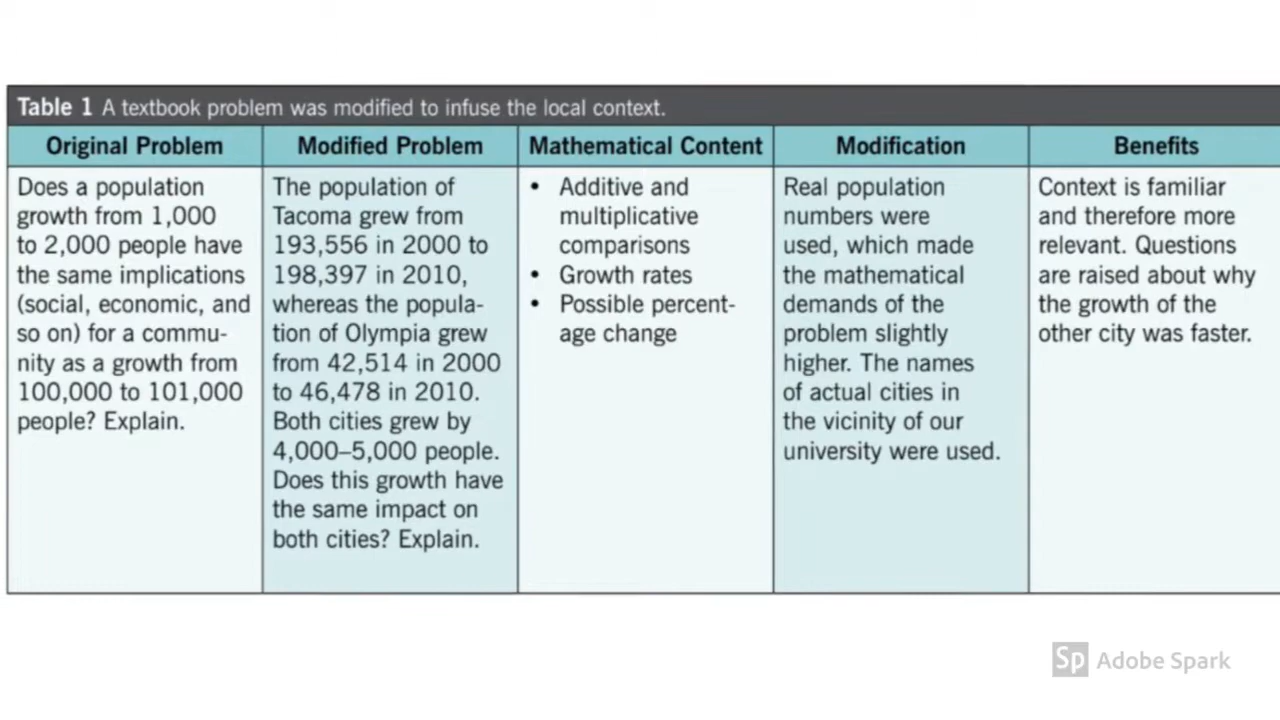 Table 1 A textbook problem was modified to infuse the local context.
Original Problem
Modified Problem
Mathematical Content
Modification
Benefits
Does a population
growth from 1,000
to 2,000 people have
the same implications
(social, economic, and
so on) for a commu-
nity as a growth from
100,000 to 101,000
people? Explain.
The population of
Tacoma grew from
193,556 in 2000 to
198,397 in 2010,
whereas the popula-
tion of Olympia grew
from 42,514 in 2000
to 46,478 in 2010.
Both cities grew by
4,000–5,000 people.
Does this growth have
the same impact on
both cities? Explain.
• Additive and
multiplicative
comparisons
• Growth rates
• Possible percent-
age change
Real population
numbers were
used, which made
the mathematical
demands of the
problem slightly
higher. The names
of actual cities in
the vicinity of our
university were used.
Context is familiar
and therefore more
relevant. Questions
are raised about why
the growth of the
other city was faster.
Sp Adobe Spark